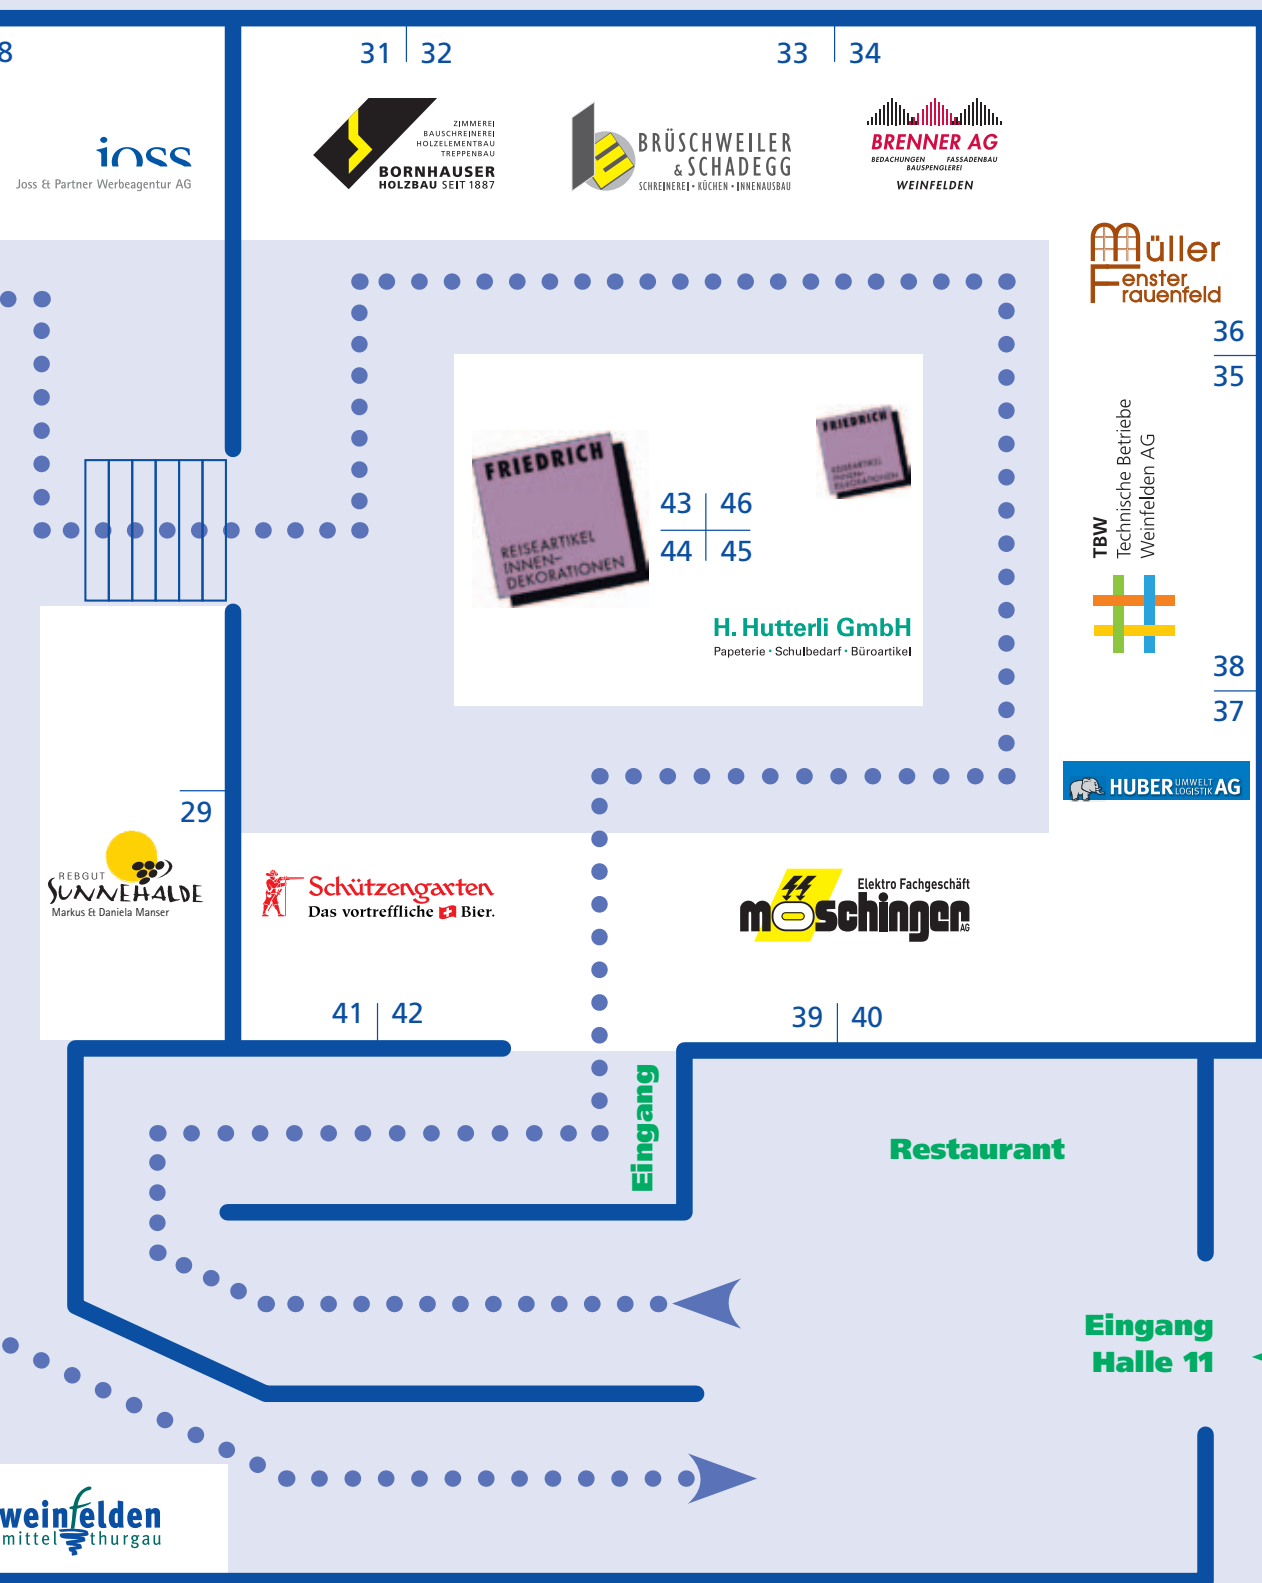 8
31 32
33 34
joss
Joss & Partner Werbeagentur AG
ZIMMEREI
BAUSCHREINEREI
HOLZELEMENTBAU
TREPPENBAU
BORNHAUSER
HOLZBAU SEIT 1887
BRÜSCHWEILER
& SCHADEGG
SCHREINEREI • KÜCHEN • INNENAUSBAU
BRENNER AG
BEDACHUNGEN FASSADENBAU
BAUSPENGLEREI
WEINFELDEN
Müller
Fenster
Frauenfeld
36
35
TBW
Technische Betriebe
Weinfelden AG
38
37
HUBER UMWELT LOGISTIK AG
FRIEDRICH
REISEARTIKEL
INNEN-
DEKORATIONEN
FRIEDRICH
REISEARTIKEL
INNEN-
DEKORATIONEN
43 46
44 45
H. Hutterli GmbH
Papeterie • Schulbedarf • Büroartikel
29
REBGUT
SUNNEHALDE
Markus & Daniela Manser
Schützengarten
Das vortreffliche Bier.
Elektro Fachgeschäft
möschinger AG
41 42
39 40
Eingang
Restaurant
Eingang
Halle 11
weinfelden
mittel thurgau